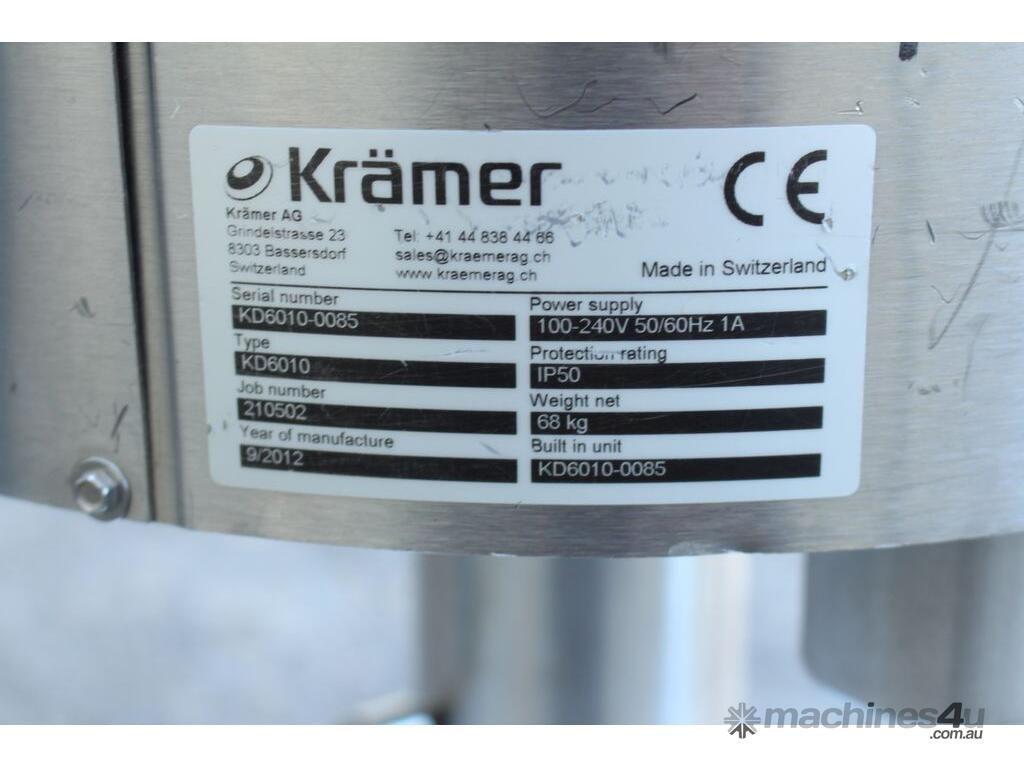 Krämer
CE
Krämer AG
Grindelstrasse 23
8303 Bassersdorf
Switzerland
Tel: +41 44 838 44 66
sales@kraemerag.ch
www.kraemerag.ch
Made in Switzerland
Serial number
KD6010-0085
Type
KD6010
Job number
210502
Year of manufacture
9/2012
Power supply
100-240V 50/60Hz 1A
Protection rating
IP50
Weight net
68 kg
Built in unit
KD6010-0085
machines4u
.com.au